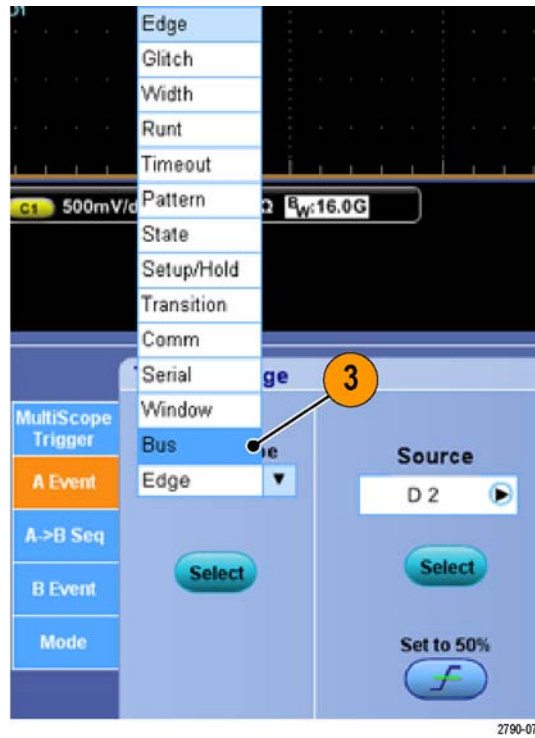 D1
Edge
Glitch
Width
Runt
Timeout
C1 500mV/d Pattern Ω BW:16.0G
State
Setup/Hold
Transition
Comm
Serial ge 3
Window
MultiScope
Trigger
Bus
A Event
Edge
Source
D 2
A->B Seq
Select
Select
B Event
Mode
Set to 50%
2790-07